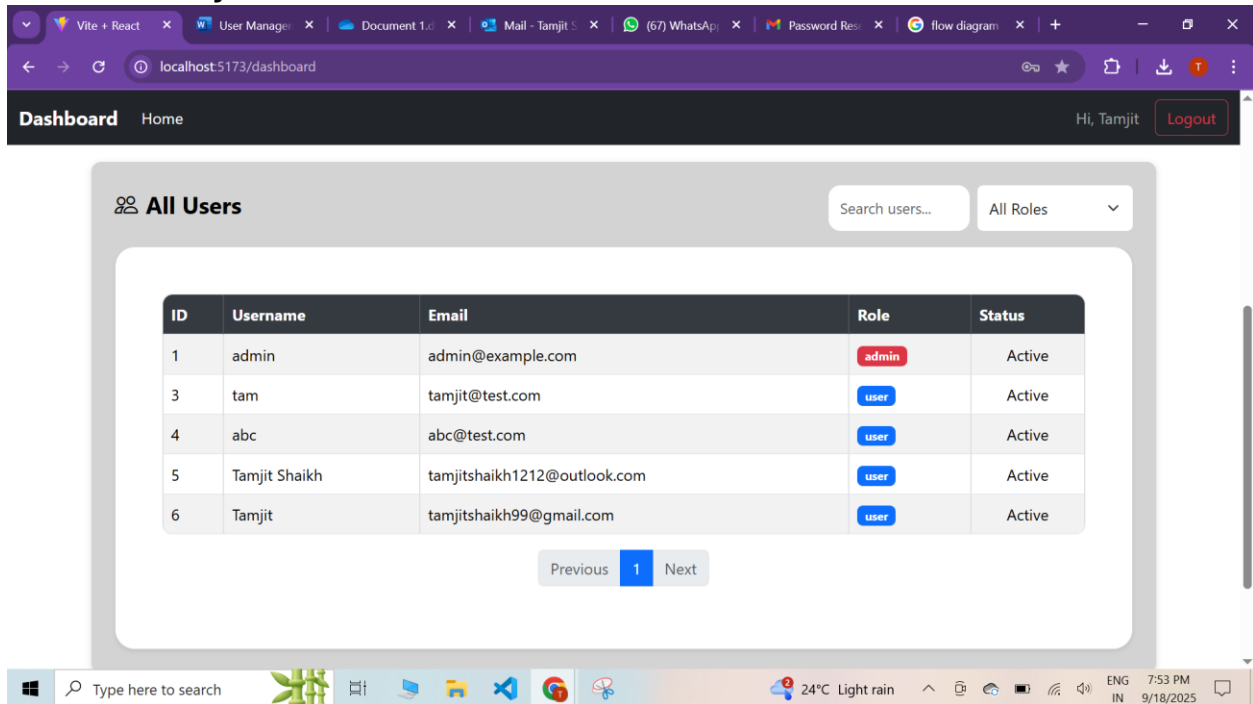 Vite + React
User Manager
Document 1.d
Mail - Tamjit S
(67) WhatsAp
Password Rese
flow diagram
localhost:5173/dashboard
T
Dashboard Home Hi, Tamjit Logout
All Users Search users... All Roles
ID Username Email Role Status
1 admin admin@example.com admin Active
3 tam tamjit@test.com user Active
4 abc abc@test.com user Active
5 Tamjit Shaikh tamjitshaikh1212@outlook.com user Active
6 Tamjit tamjitshaikh99@gmail.com user Active
Previous 1 Next
Type here to search 2 24°C Light rain ENG 7:53 PM
IN 9/18/2025